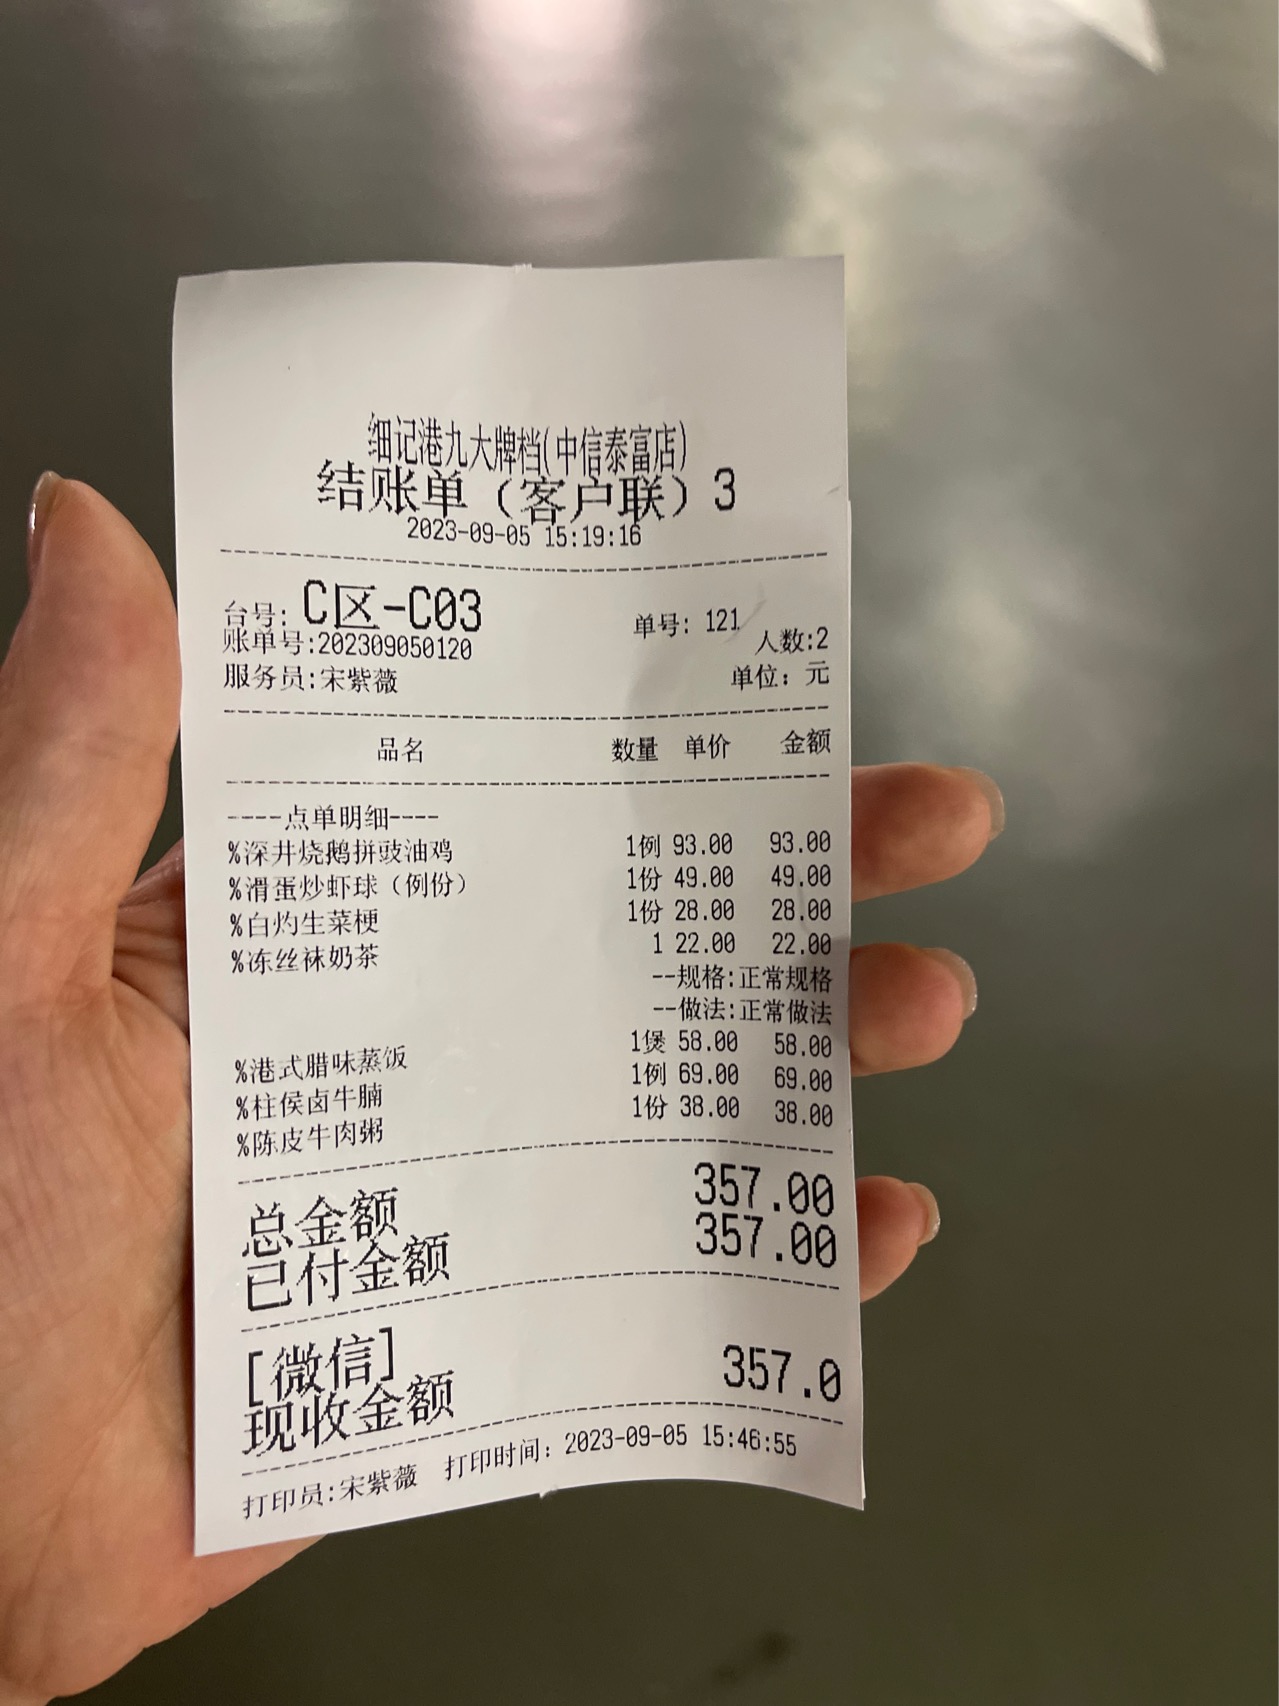 细记港九大牌档(中信泰富店)
结账单（客户联）3
2023-09-05 15:19:16
台号: C区-C03 单号: 121
账单号:202309050120 人数:2
服务员:宋紫薇 单位: 元
品名 数量 单价 金额
----点单明细----
%深井烧鹅拼豉油鸡 1例 93.00 93.00
%滑蛋炒虾球（例份） 1份 49.00 49.00
%白灼生菜梗 1份 28.00 28.00
%冻丝袜奶茶 1 22.00 22.00
--规格:正常规格
--做法:正常做法
%港式腊味蒸饭 1煲 58.00 58.00
%柱侯卤牛腩 1例 69.00 69.00
%陈皮牛肉粥 1份 38.00 38.00
总金额 357.00
已付金额 357.00
[微信]
现收金额 357.0
打印员:宋紫薇 打印时间: 2023-09-05 15:46:55